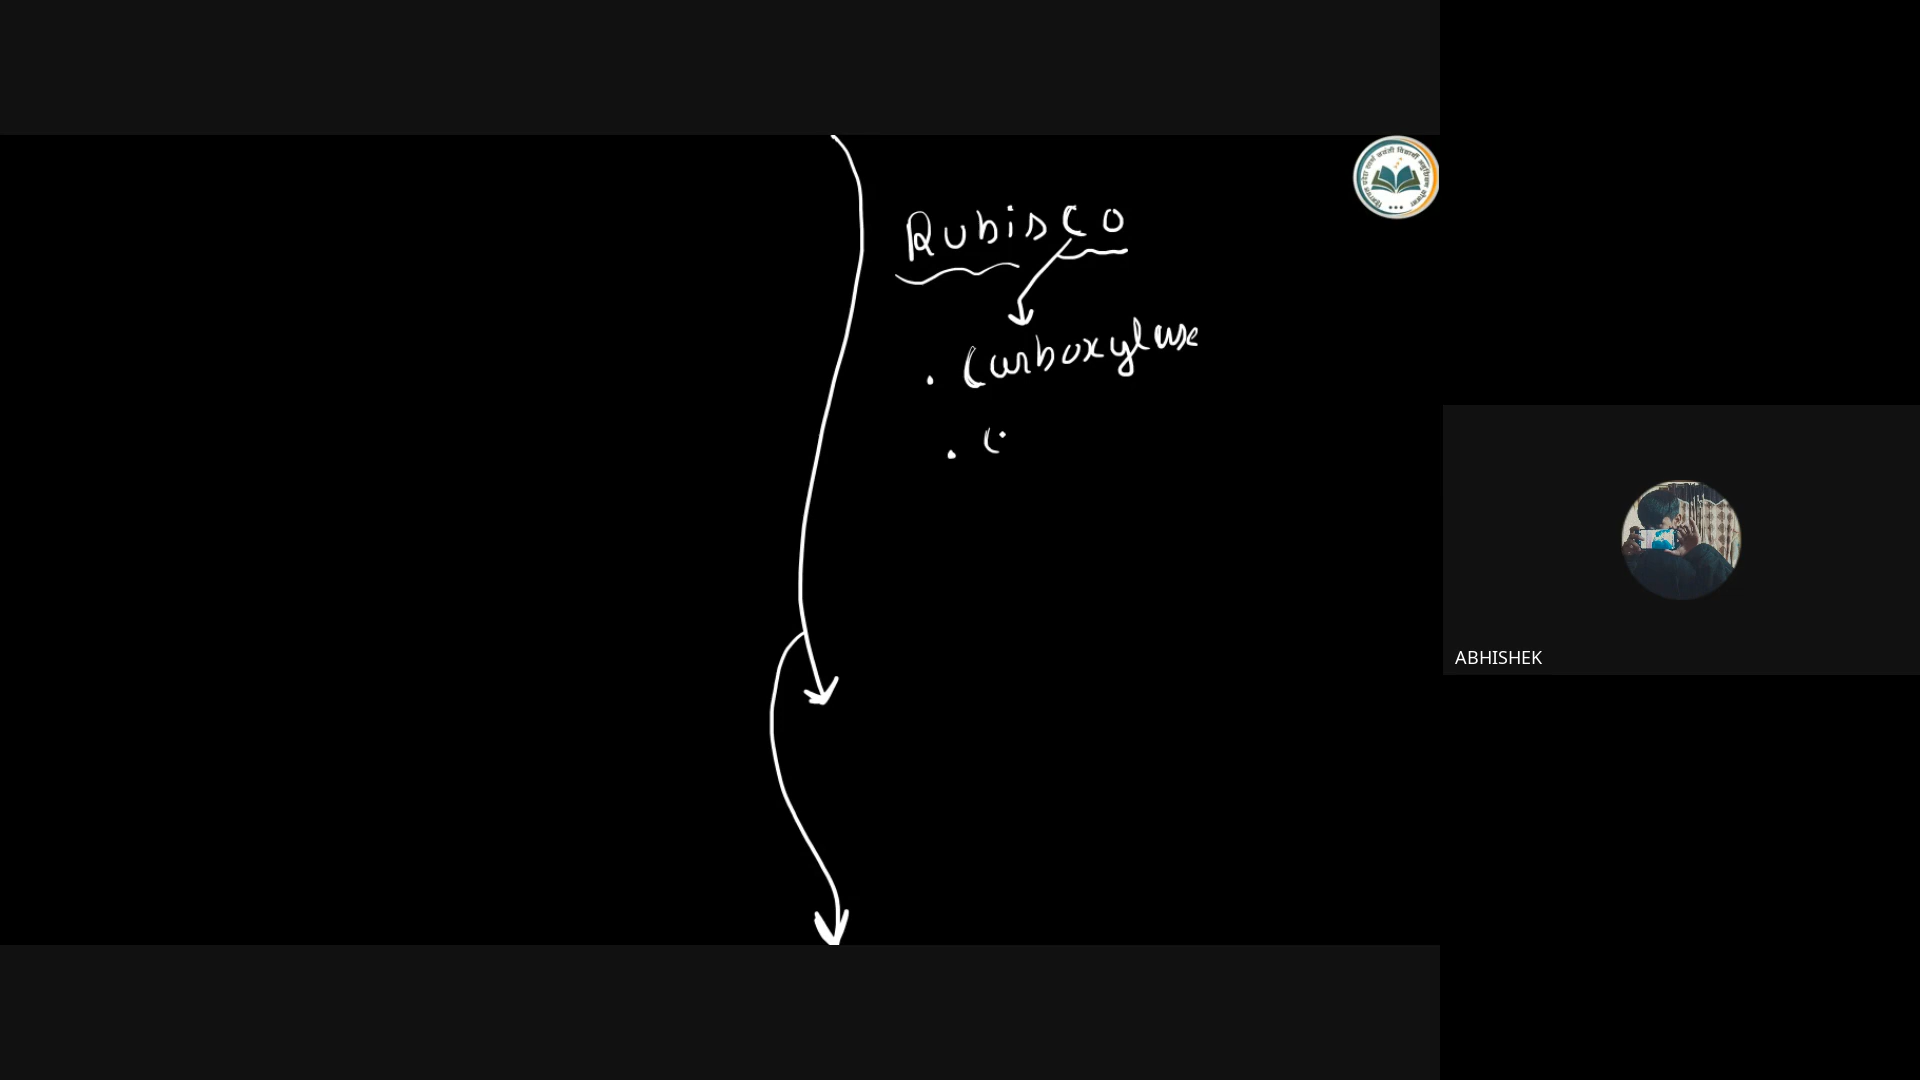 RubisCO
. Carboxylase
. (
ABHISHEK